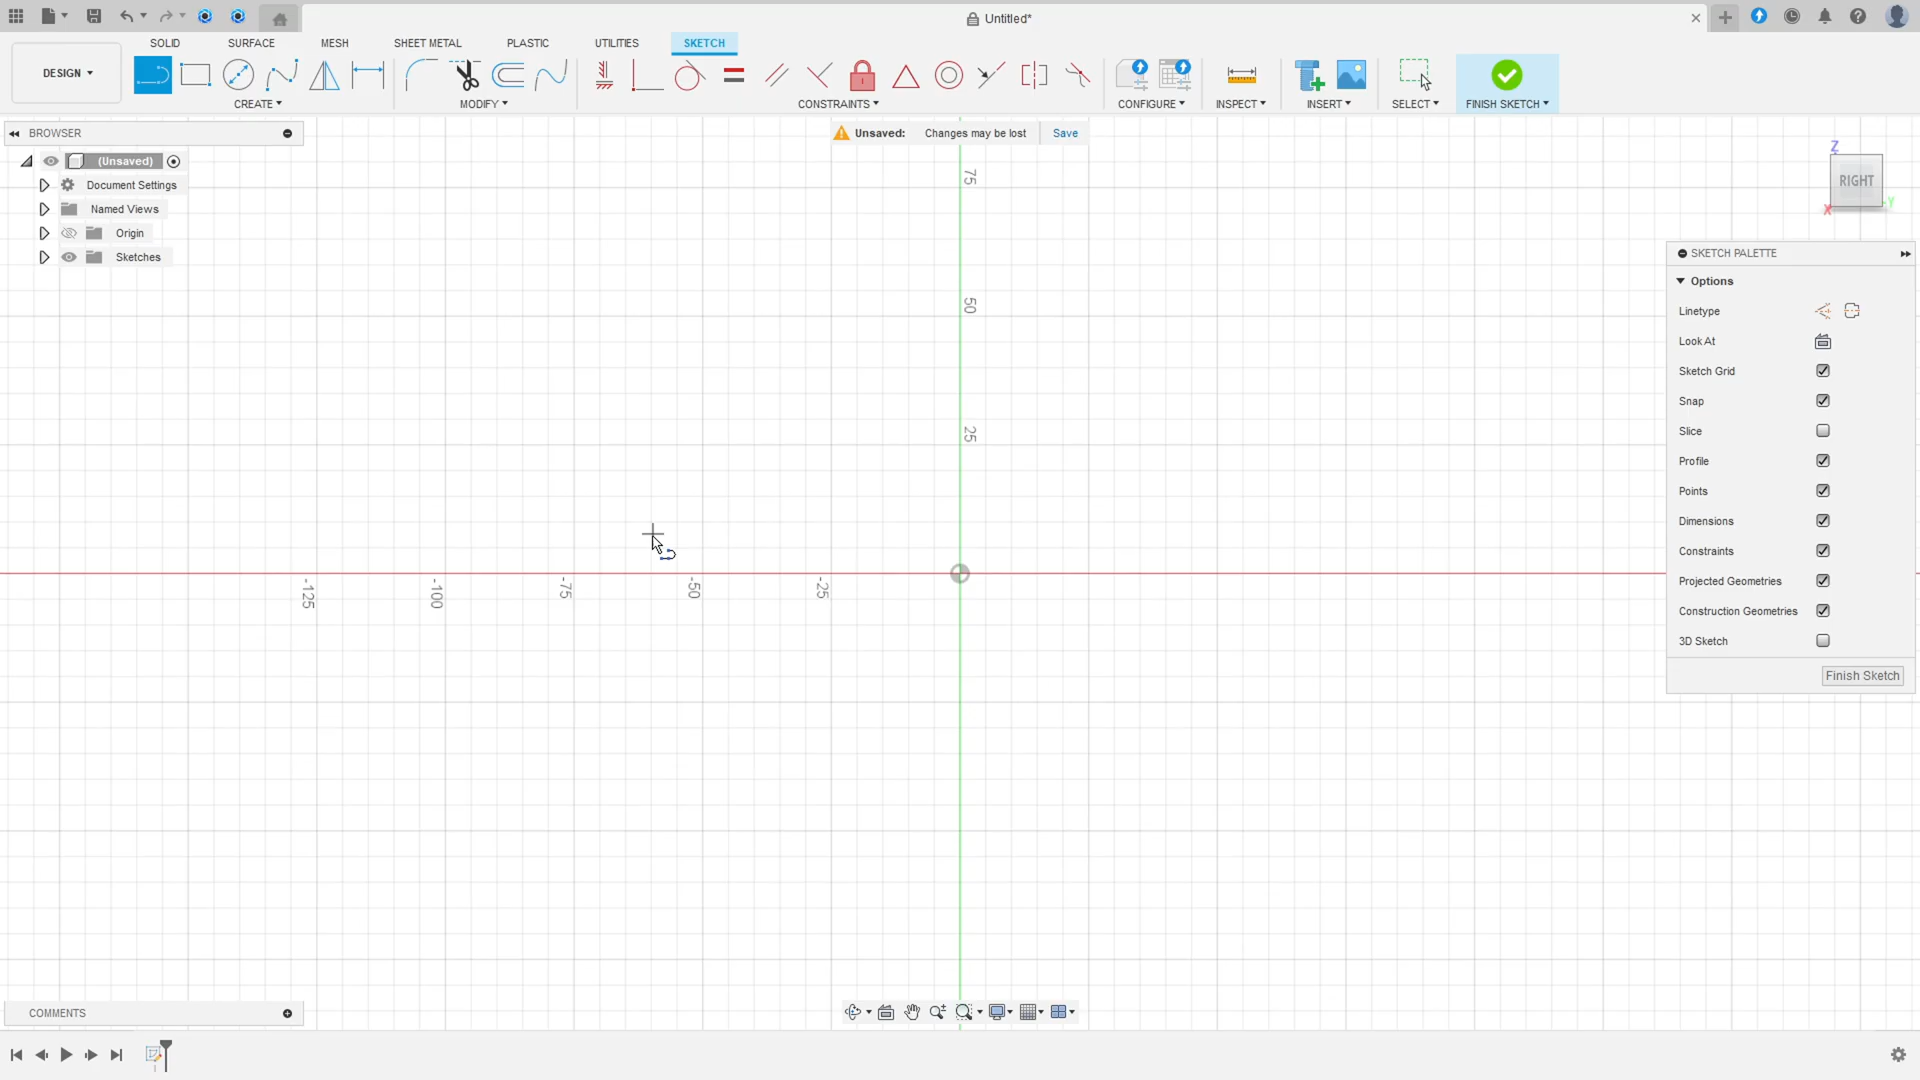 Untitled*
SOLID
SURFACE
MESH
SHEET METAL
PLASTIC
UTILITIES
SKETCH
DESIGN
CREATE
MODIFY
CONSTRAINTS
CONFIGURE
INSPECT
INSERT
SELECT
FINISH SKETCH
BROWSER
Unsaved: Changes may be lost Save
(Unsaved)
Document Settings
Named Views
Origin
Sketches
Z
RIGHT
X
Y
75
50
25
-125
-100
-75
-50
-25
SKETCH PALETTE
Options
Linetype
Look At
Sketch Grid
Snap
Slice
Profile
Points
Dimensions
Constraints
Projected Geometries
Construction Geometries
3D Sketch
Finish Sketch
COMMENTS